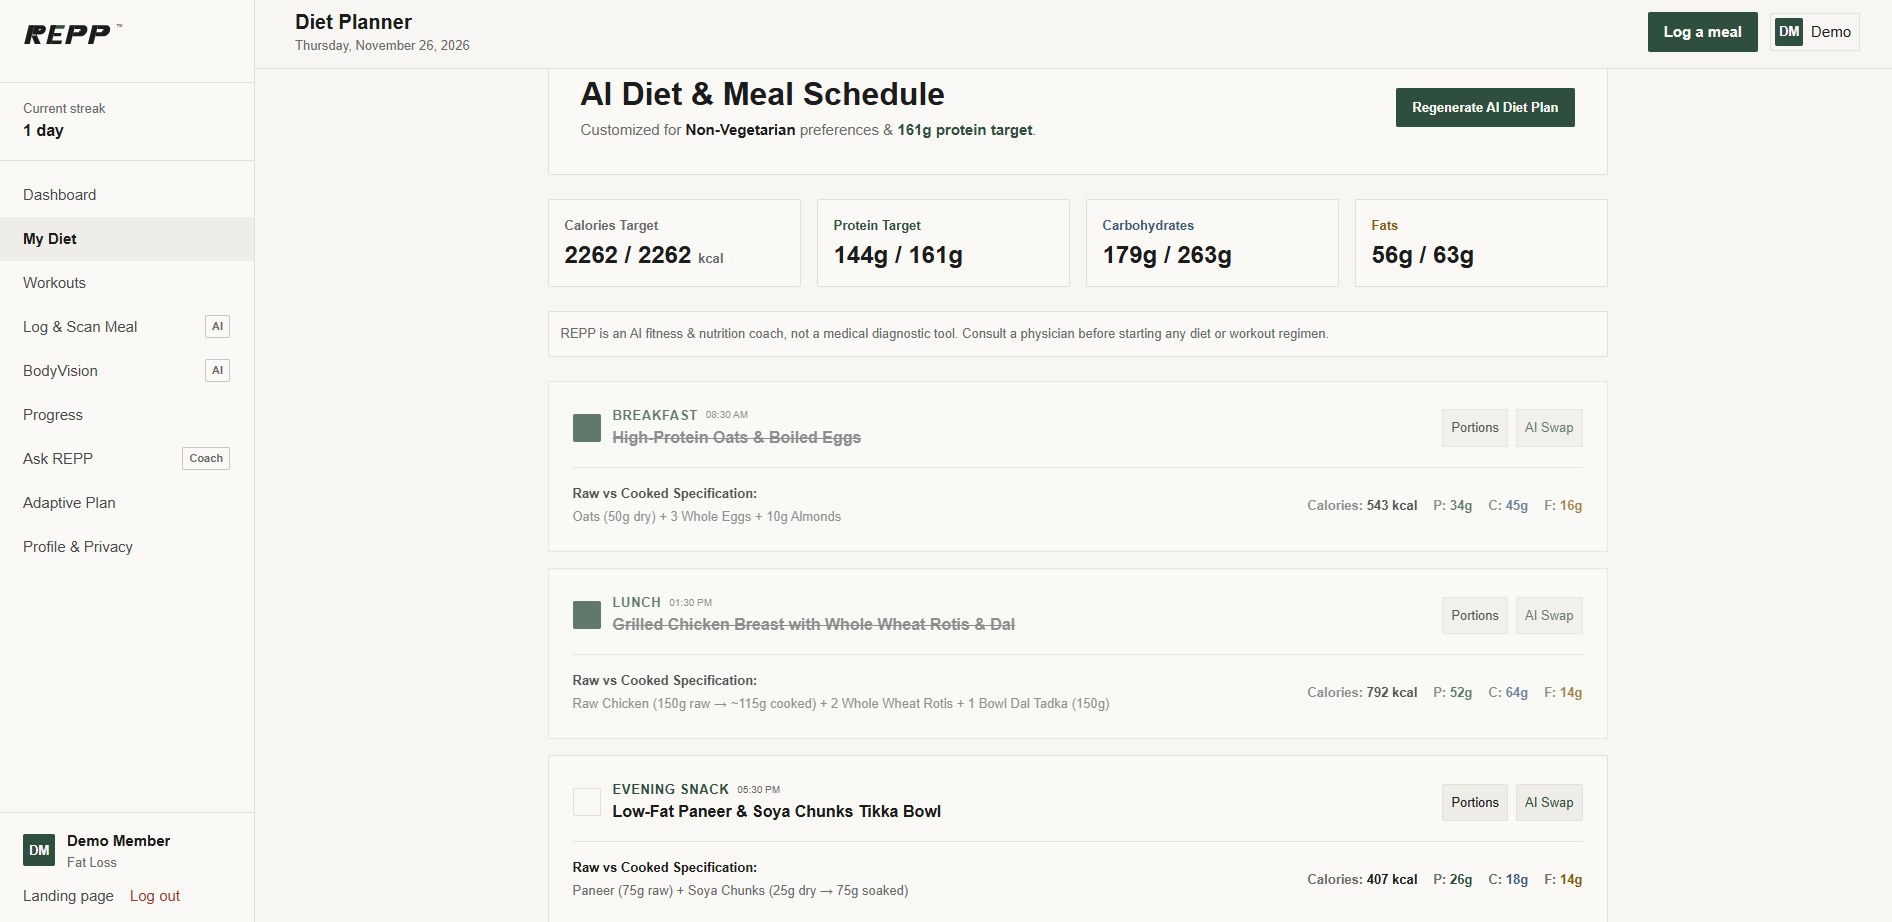 REPP™
Current streak
1 day
Dashboard
My Diet
Workouts
Log & Scan Meal AI
BodyVision AI
Progress
Ask REPP Coach
Adaptive Plan
Profile & Privacy
DM Demo Member
Fat Loss
Landing page Log out
Diet Planner
Thursday, November 26, 2026
Log a meal
DM Demo
AI Diet & Meal Schedule
Customized for Non-Vegetarian preferences & 161g protein target.
Regenerate AI Diet Plan
Calories Target
2262 / 2262 kcal
Protein Target
144g / 161g
Carbohydrates
179g / 263g
Fats
56g / 63g
REPP is an AI fitness & nutrition coach, not a medical diagnostic tool. Consult a physician before starting any diet or workout regimen.
BREAKFAST 08:30 AM
High-Protein Oats & Boiled Eggs
Portions AI Swap
Raw vs Cooked Specification:
Oats (50g dry) + 3 Whole Eggs + 10g Almonds
Calories: 543 kcal P: 34g C: 45g F: 16g
LUNCH 01:30 PM
Grilled Chicken Breast with Whole Wheat Rotis & Dal
Portions AI Swap
Raw vs Cooked Specification:
Raw Chicken (150g raw → ~115g cooked) + 2 Whole Wheat Rotis + 1 Bowl Dal Tadka (150g)
Calories: 792 kcal P: 52g C: 64g F: 14g
EVENING SNACK 05:30 PM
Low-Fat Paneer & Soya Chunks Tikka Bowl
Portions AI Swap
Raw vs Cooked Specification:
Paneer (75g raw) + Soya Chunks (25g dry → 75g soaked)
Calories: 407 kcal P: 26g C: 18g F: 14g